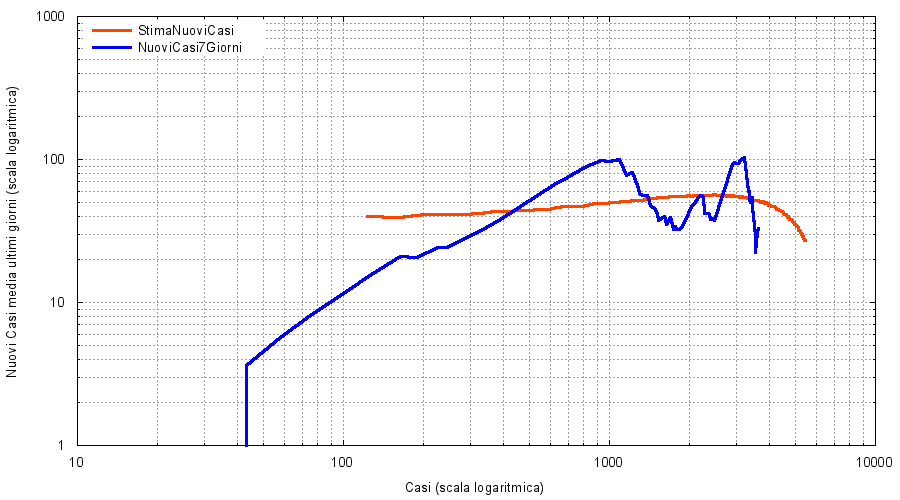 1000
StimaNuoviCasi
NuoviCasi7Giorni
100
10
1
10
100
1000
10000
Nuovi Casi media ultimi giorni (scala logaritmica)
Casi (scala logaritmica)